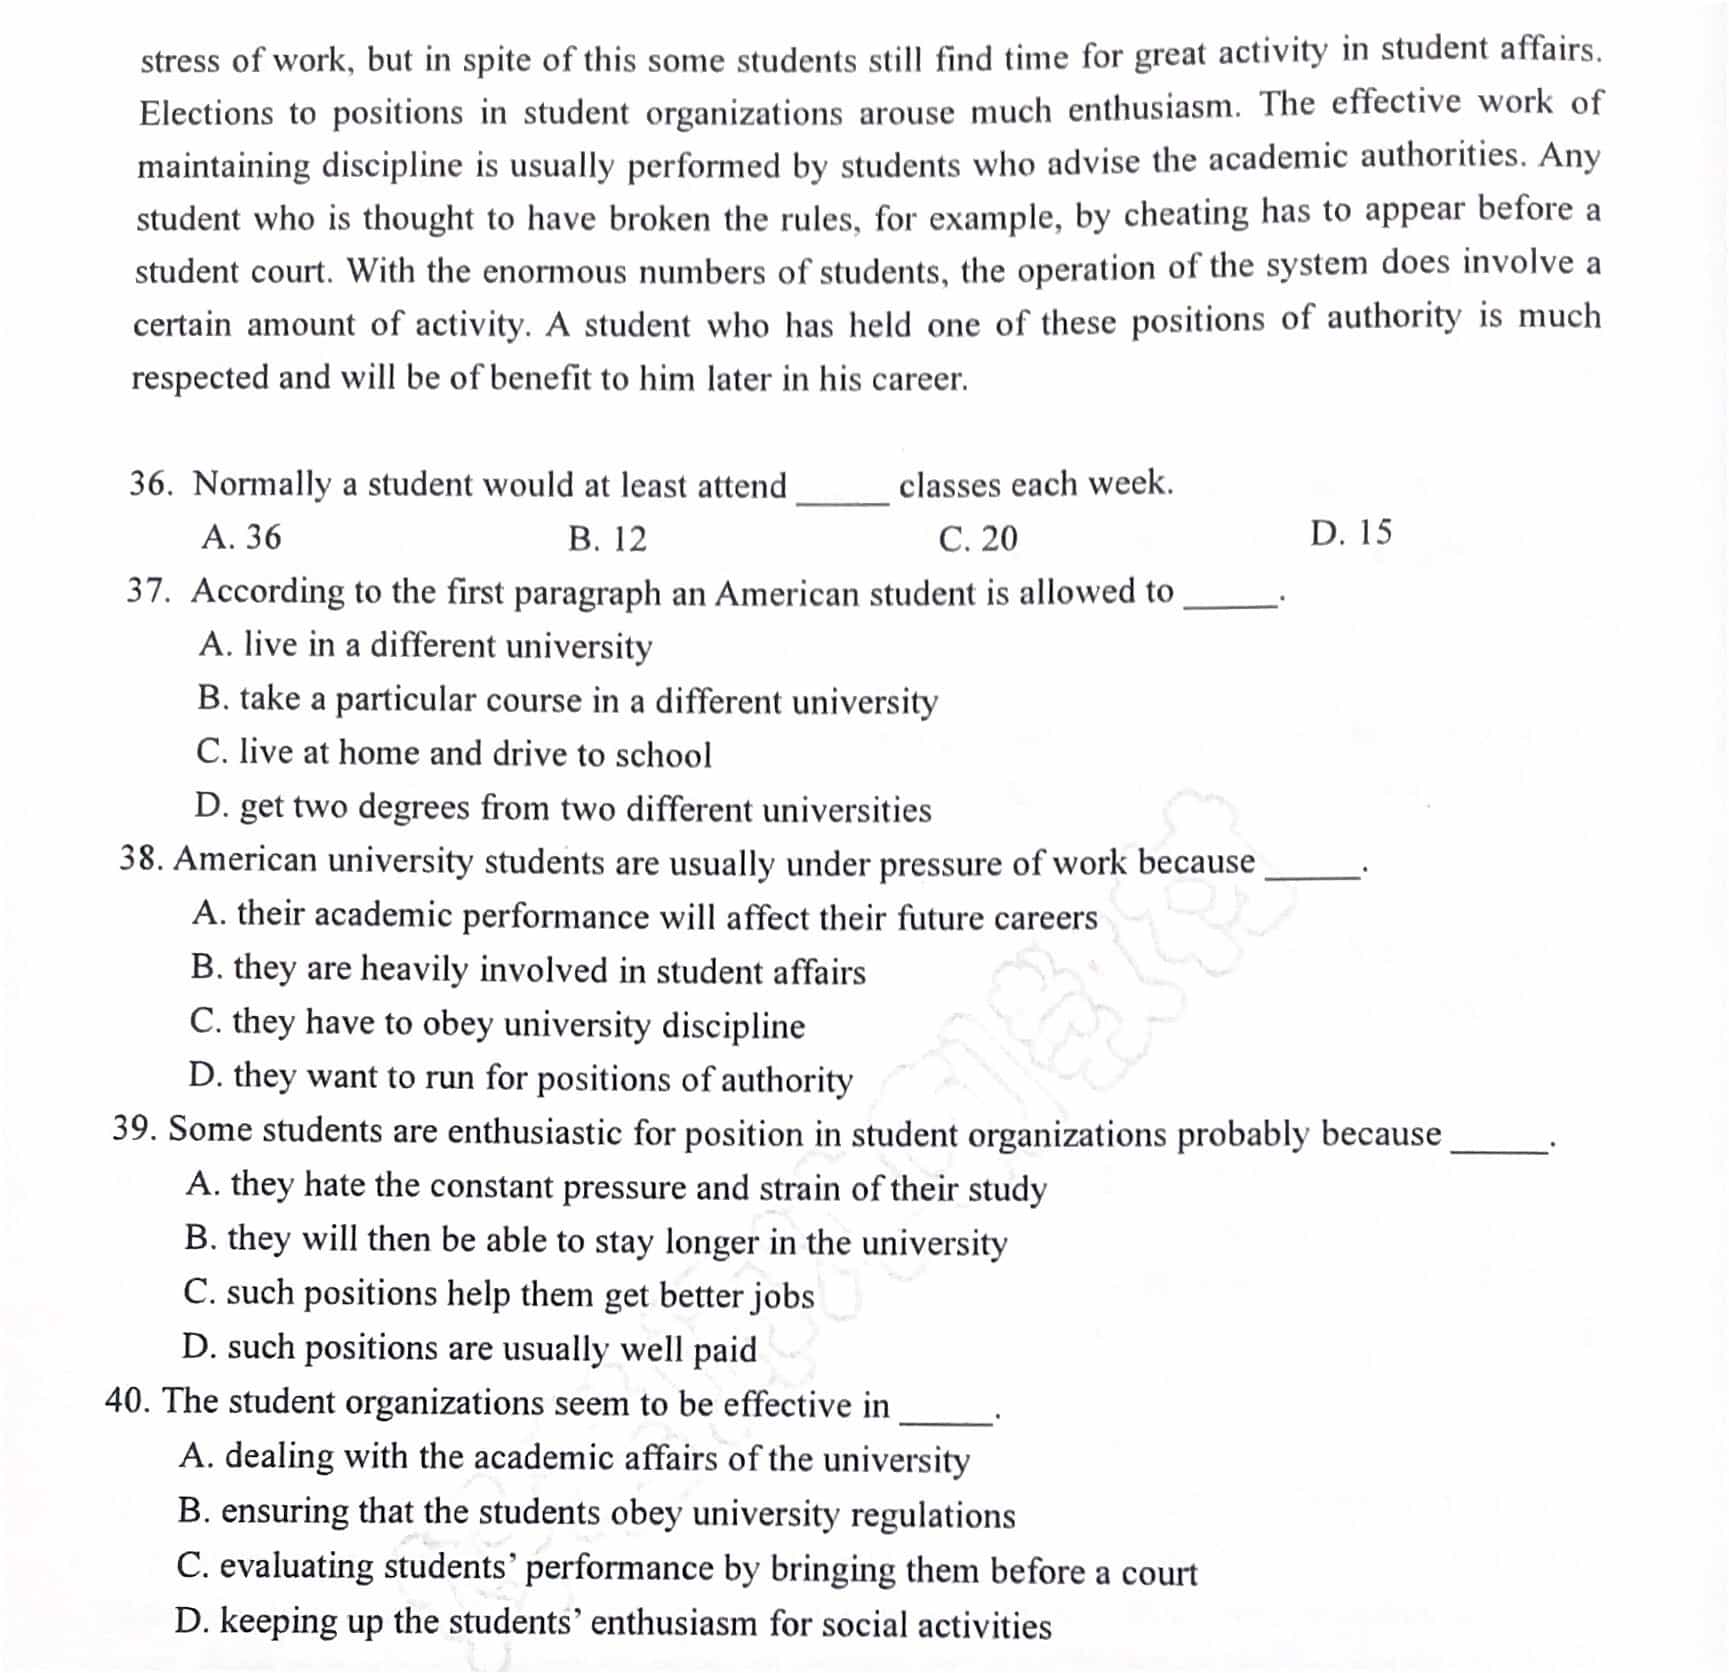 stress of work, but in spite of this some students still find time for great activity in student affairs.
Elections to positions in student organizations arouse much enthusiasm. The effective work of
maintaining discipline is usually performed by students who advise the academic authorities. Any
student who is thought to have broken the rules, for example, by cheating has to appear before a
student court. With the enormous numbers of students, the operation of the system does involve a
certain amount of activity. A student who has held one of these positions of authority is much
respected and will be of benefit to him later in his career.
36. Normally a student would at least attend _____ classes each week.
A. 36 B. 12 C. 20 D. 15
37. According to the first paragraph an American student is allowed to _____.
A. live in a different university
B. take a particular course in a different university
C. live at home and drive to school
D. get two degrees from two different universities
38. American university students are usually under pressure of work because _____.
A. their academic performance will affect their future careers
B. they are heavily involved in student affairs
C. they have to obey university discipline
D. they want to run for positions of authority
39. Some students are enthusiastic for position in student organizations probably because _____.
A. they hate the constant pressure and strain of their study
B. they will then be able to stay longer in the university
C. such positions help them get better jobs
D. such positions are usually well paid
40. The student organizations seem to be effective in _____.
A. dealing with the academic affairs of the university
B. ensuring that the students obey university regulations
C. evaluating students’ performance by bringing them before a court
D. keeping up the students’ enthusiasm for social activities